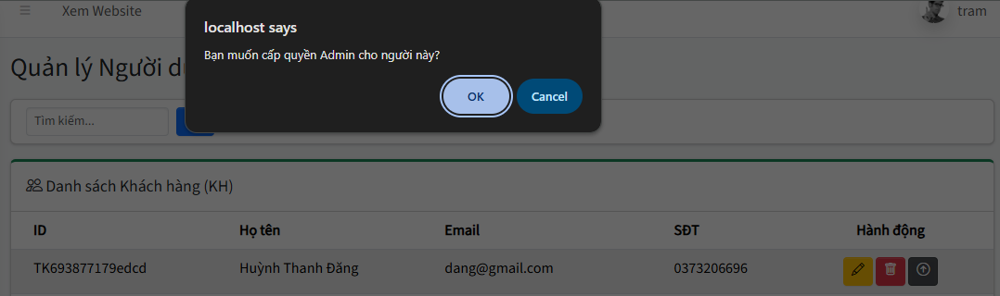 Xem Website
tram
localhost says
Bạn muốn cấp quyền Admin cho người này?
OK
Cancel
Quản lý Người d
Tìm kiếm...
Danh sách Khách hàng (KH)
ID Họ tên Email SĐT Hành động
TK693877179edcd Huỳnh Thanh Đăng dang@gmail.com 0373206696